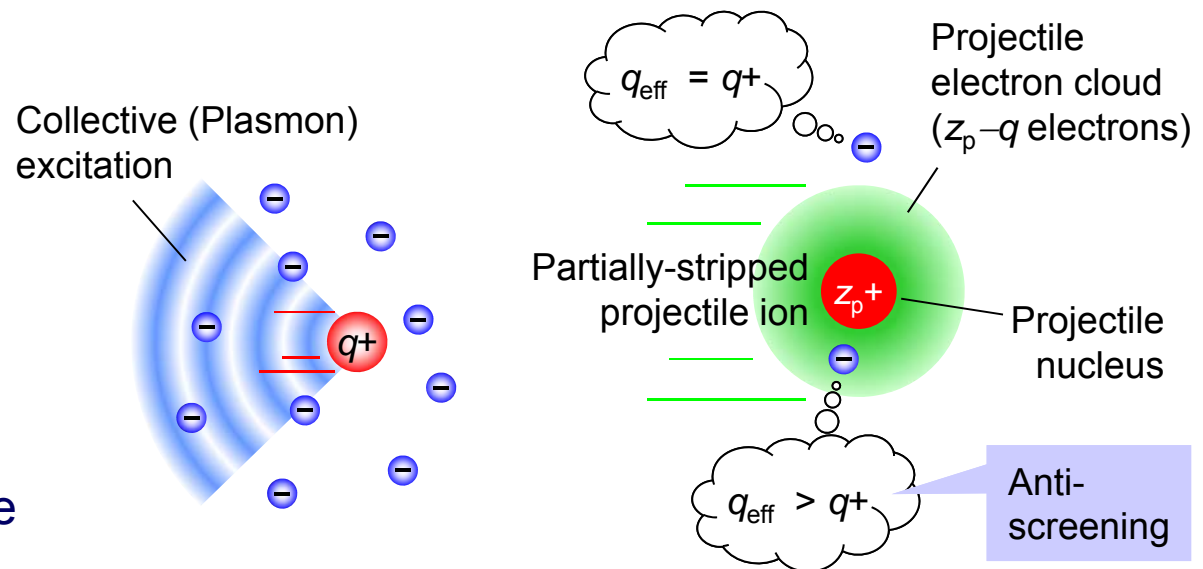 Collective (Plasmon)
excitation
q+
e
q_eff = q+
Projectile
electron cloud
(z_p–q electrons)
Partially-stripped
projectile ion
z_p+
Projectile
nucleus
q_eff > q+
Anti-
screening